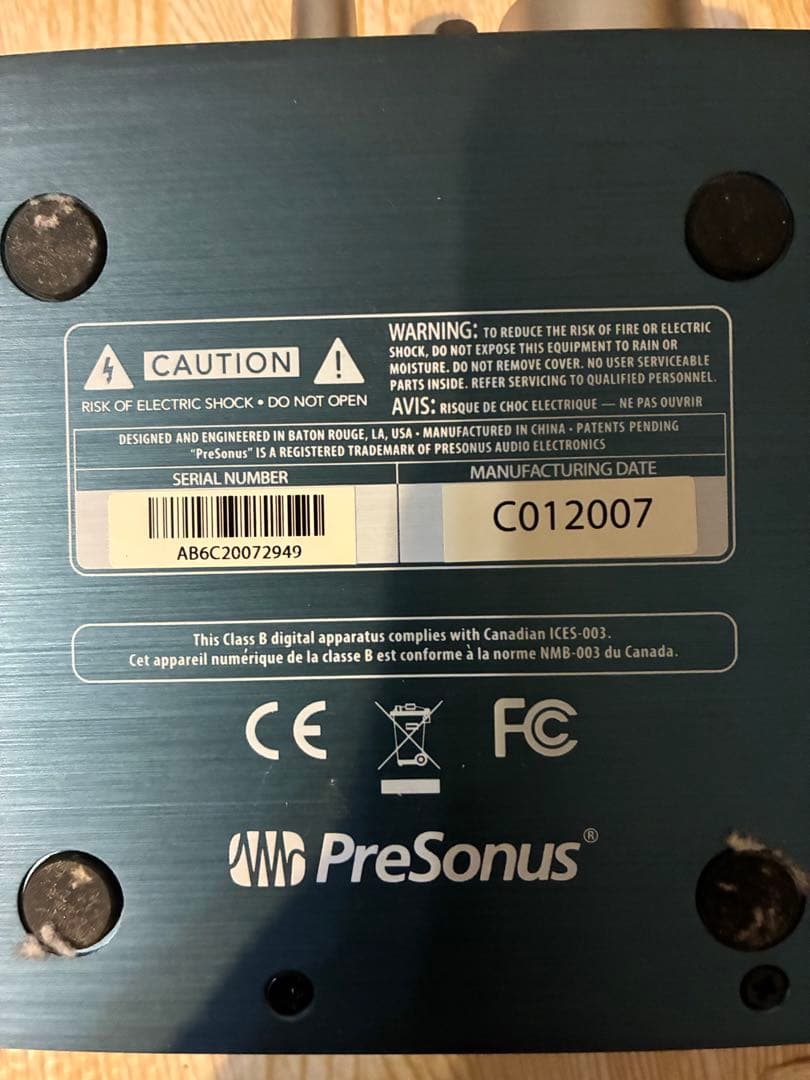 CAUTION
RISK OF ELECTRIC SHOCK • DO NOT OPEN
WARNING: TO REDUCE THE RISK OF FIRE OR ELECTRIC
SHOCK, DO NOT EXPOSE THIS EQUIPMENT TO RAIN OR
MOISTURE. DO NOT REMOVE COVER. NO USER SERVICEABLE
PARTS INSIDE. REFER SERVICING TO QUALIFIED PERSONNEL.
AVIS: RISQUE DE CHOC ELECTRIQUE — NE PAS OUVRIR
DESIGNED AND ENGINEERED IN BATON ROUGE, LA, USA • MANUFACTURED IN CHINA • PATENTS PENDING
"PreSonus" IS A REGISTERED TRADEMARK OF PRESONUS AUDIO ELECTRONICS
SERIAL NUMBER
AB6C20072949
MANUFACTURING DATE
C012007
This Class B digital apparatus complies with Canadian ICES-003.
Cet appareil numérique de la classe B est conforme à la norme NMB-003 du Canada.
CE
FC
PreSonus®